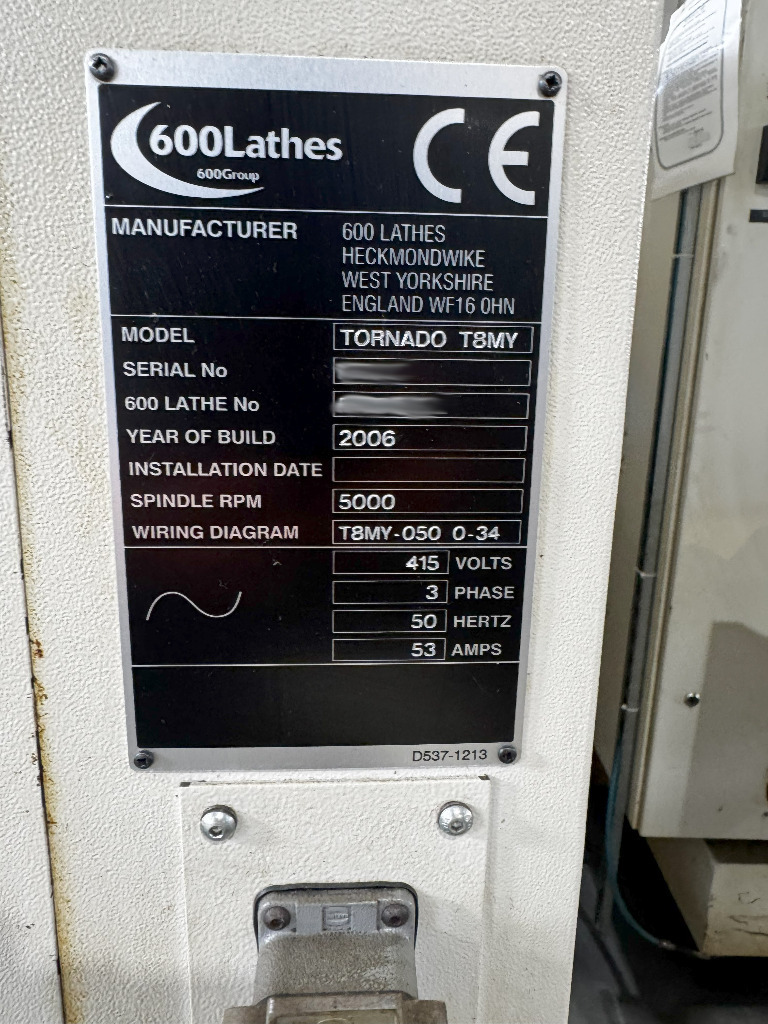 600Lathes
600Group
CE
MANUFACTURER 600 LATHES
HECKMONDWIKE
WEST YORKSHIRE
ENGLAND WF16 0HN
MODEL TORNADO T8MY
SERIAL No
600 LATHE No
YEAR OF BUILD 2006
INSTALLATION DATE
SPINDLE RPM 5000
WIRING DIAGRAM T8MY-050 0-34
415 VOLTS
3 PHASE
50 HERTZ
53 AMPS
D537-1213